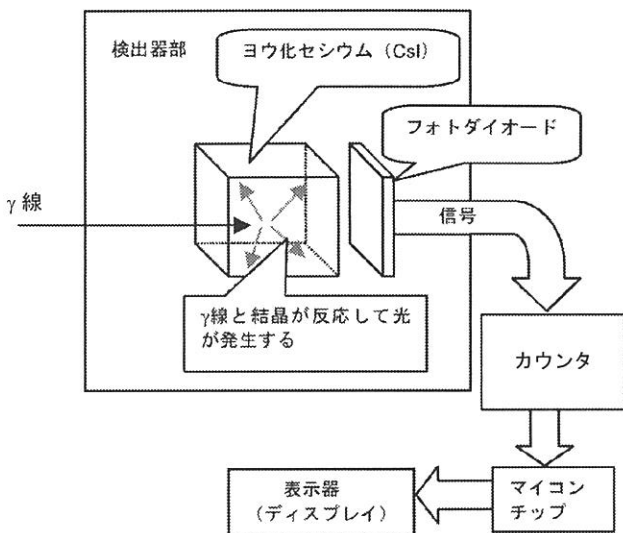 検出器部
ヨウ化セシウム（CsI）
フォトダイオード
γ線
信号
γ線と結晶が反応して光
が発生する
カウンタ
マイコン
チップ
表示器
（ディスプレイ）